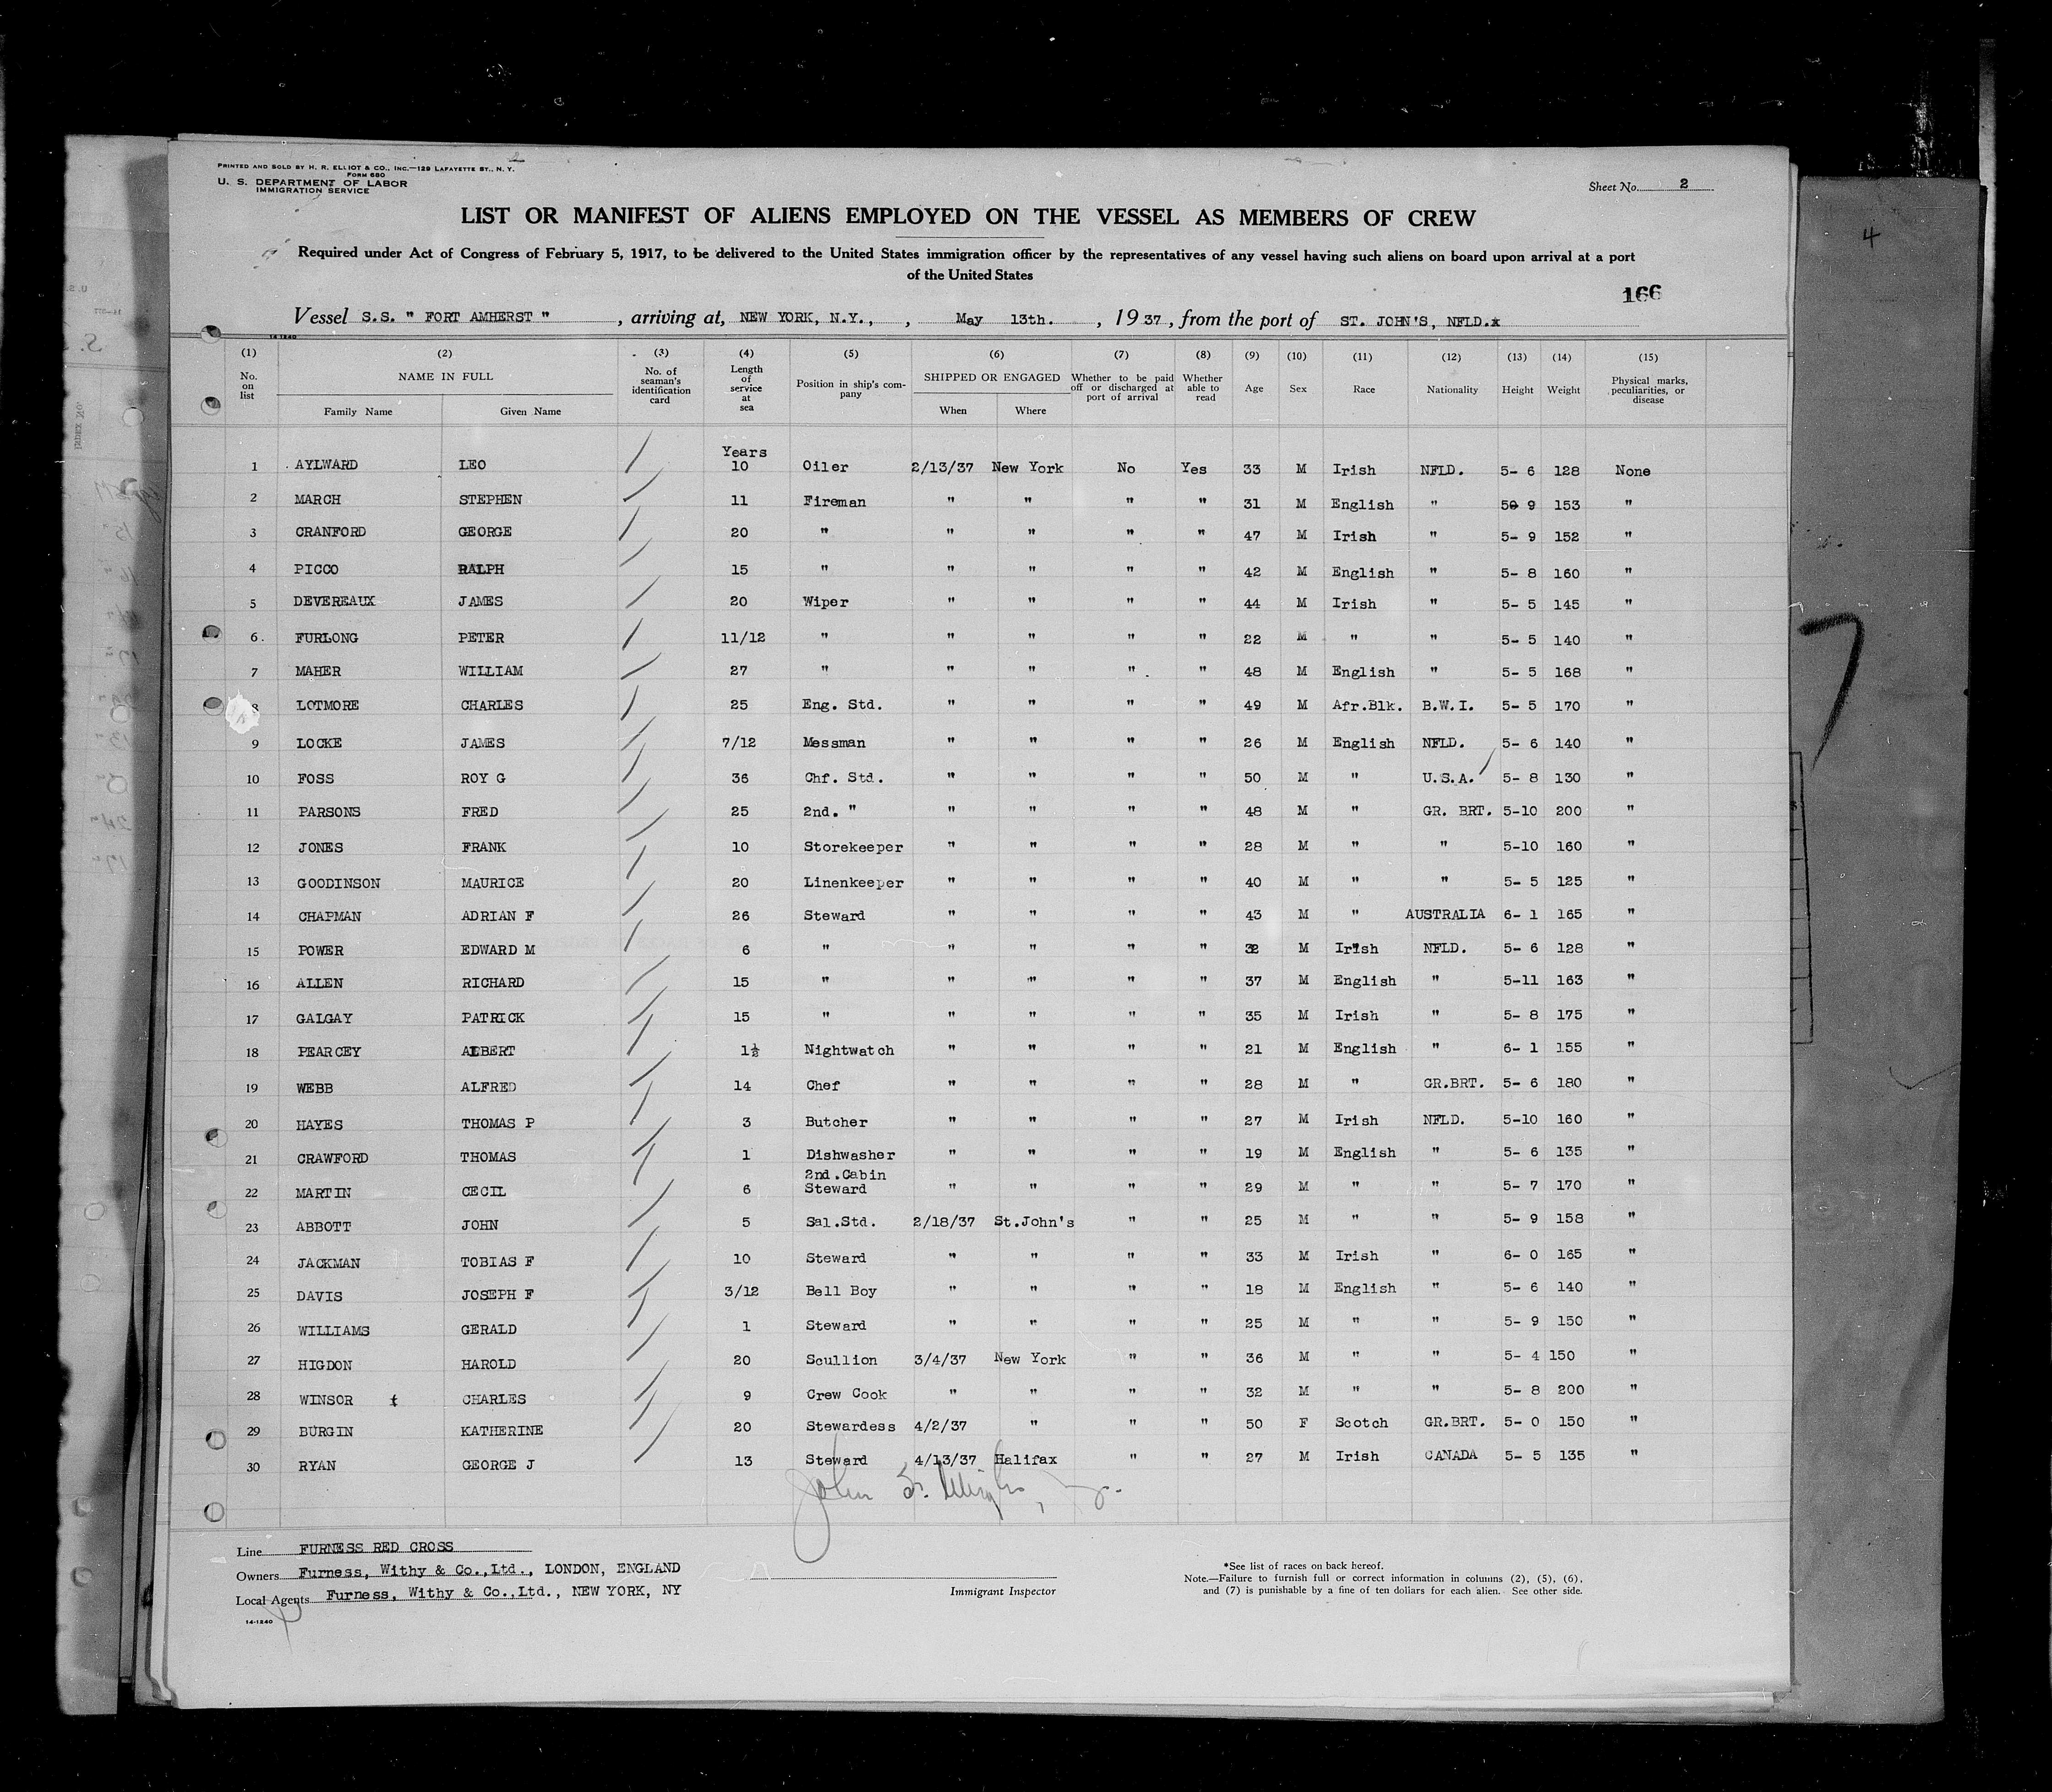 PRINTED AND SOLD BY H. R. ELLIOT & CO., INC.—129 LAFAYETTE ST., N. Y.
FORM 680
U. S. DEPARTMENT OF LABOR
IMMIGRATION SERVICE
Sheet No. 2
LIST OR MANIFEST OF ALIENS EMPLOYED ON THE VESSEL AS MEMBERS OF CREW
Required under Act of Congress of February 5, 1917, to be delivered to the United States immigration officer by the representatives of any vessel having such aliens on board upon arrival at a port
of the United States
166
Vessel S.S. " FORT AMHERST " , arriving at, NEW YORK, N.Y., , May 13th. , 1937, from the port of ST. JOHN'S, NFLD.
14-1240
(1) (2) (3) (4) (5) (6) (7) (8) (9) (10) (11) (12) (13) (14) (15)
No. on list NAME IN FULL Family Name Given Name No. of seaman's identification card Length of service at sea Position in ship's company SHIPPED OR ENGAGED When Where Whether to be paid off or discharged at port of arrival Whether able to read Age Sex Race Nationality Height Weight Physical marks, peculiarities, or disease
Years
1 AYLWARD LEO 10 Oiler 2/13/37 New York No Yes 33 M Irish NFLD. 5- 6 128 None
2 MARCH STEPHEN 11 Fireman " " " " 31 M English " 50 9 153 "
3 CRANFORD GEORGE 20 " " " " " 47 M Irish " 5- 9 152 "
4 PICCO RALPH 15 " " " " " 42 M English " 5- 8 160 "
5 DEVEREAUX JAMES 20 Wiper " " " " 44 M Irish " 5- 5 145 "
6. FURLONG PETER 11/12 " " " " " 22 M " " 5- 5 140 "
7 MAHER WILLIAM 27 " " " " " 48 M English " 5- 5 168 "
8 LOTMORE CHARLES 25 Eng. Std. " " " " 49 M Afr.Blk. B.W.I. 5- 5 170 "
9 LOCKE JAMES 7/12 Messman " " " " 26 M English NFLD. 5- 6 140 "
10 FOSS ROY G 36 Chf. Std. " " " " 50 M " U.S.A. 5- 8 130 "
11 PARSONS FRED 25 2nd. " " " " " 48 M " GR. BRT. 5-10 200 "
12 JONES FRANK 10 Storekeeper " " " " 28 M " " 5-10 160 "
13 GOODINSON MAURICE 20 Linenkeeper " " " " 40 M " " 5- 5 125 "
14 CHAPMAN ADRIAN F 26 Steward " " " " 43 M " AUSTRALIA 6- 1 165 "
15 POWER EDWARD M 6 " " " " " 32 M Irish NFLD. 5- 6 128 "
16 ALLEN RICHARD 15 " " " " " 37 M English " 5-11 163 "
17 GALGAY PATRICK 15 " " " " " 35 M Irish " 5- 8 175 "
18 PEARCEY ALBERT 1½ Nightwatch " " " " 21 M English " 6- 1 155 "
19 WEBB ALFRED 14 Chef " " " " 28 M " GR.BRT. 5- 6 180 "
20 HAYES THOMAS P 3 Butcher " " " " 27 M Irish NFLD. 5-10 160 "
21 CRAWFORD THOMAS 1 Dishwasher " " " " 19 M English " 5- 6 135 "
22 MARTIN CECIL 6 2nd.Cabin Steward " " " " 29 M " " 5- 7 170 "
23 ABBOTT JOHN 5 Sal.Std. 2/18/37 St.John's " " 25 M " " 5- 9 158 "
24 JACKMAN TOBIAS F 10 Steward " " " " 33 M Irish " 6- 0 165 "
25 DAVIS JOSEPH F 3/12 Bell Boy " " " " 18 M English " 5- 6 140 "
26 WILLIAMS GERALD 1 Steward " " " " 25 M " " 5- 9 150 "
27 HIGDON HAROLD 20 Scullion 3/4/37 New York " " 36 M " " 5- 4 150 "
28 WINSOR CHARLES 9 Crew Cook " " " " 32 M " " 5- 8 200 "
29 BURGIN KATHERINE 20 Stewardess 4/2/37 " " " 50 F Scotch GR.BRT. 5- 0 150 "
30 RYAN GEORGE J 13 Steward 4/13/37 Halifax " " 27 M Irish CANADA 5- 5 135 "
Line FURNESS RED CROSS
Owners Furness, Withy & Co.,Ltd., LONDON, ENGLAND
Local Agents Furness, Withy & Co.,Ltd., NEW YORK, NY
14-1240
Immigrant Inspector
*See list of races on back hereof.
Note.—Failure to furnish full or correct information in columns (2), (5), (6),
and (7) is punishable by a fine of ten dollars for each alien. See other side.
4
7